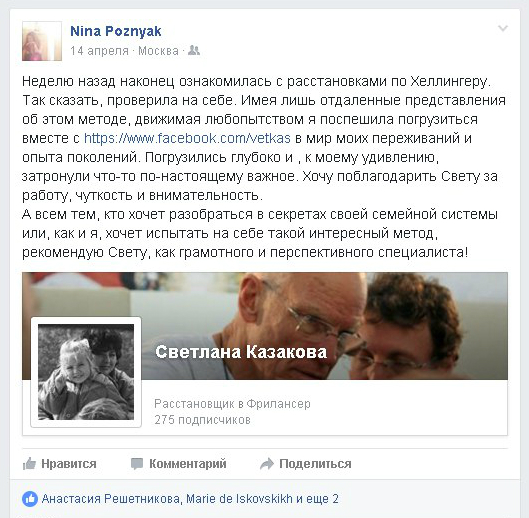 Nina Poznyak
14 апреля · Москва ·
Неделю назад наконец ознакомилась с расстановками по Хеллингеру.
Так сказать, проверила на себе. Имея лишь отдаленные представления
об этом методе, движимая любопытством я поспешила погрузиться
вместе с https://www.facebook.com/vetkas в мир моих переживаний и
опыта поколений. Погрузились глубоко и , к моему удивлению,
затронули что-то по-настоящему важное. Хочу поблагодарить Свету за
работу, чуткость и внимательность.
А всем тем, кто хочет разобраться в секретах своей семейной системы
или, как и я, хочет испытать на себе такой интересный метод,
рекомендую Свету, как грамотного и перспективного специалиста!
Светлана Казакова
Расстановщик в Фрилансер
275 подписчиков
Нравится Комментарий Поделиться
Анастасия Решетникова, Marie de Iskovskikh и еще 2